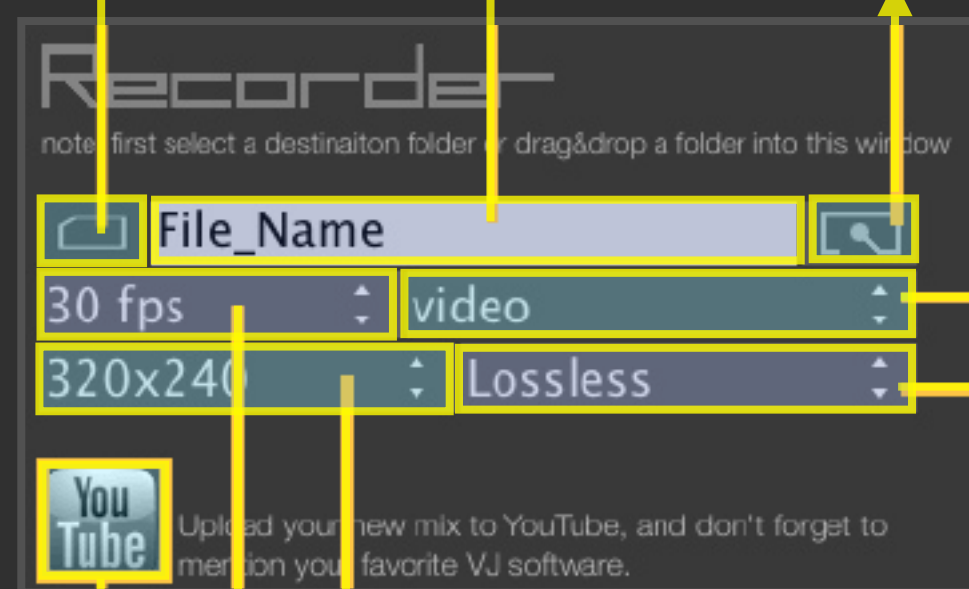 Recorder
note: first select a destinaiton folder or drag&drop a folder into this window
File_Name
30 fps
video
320x240
Lossless
You
Tube
Upload your new mix to YouTube, and don't forget to
mention your favorite VJ software.